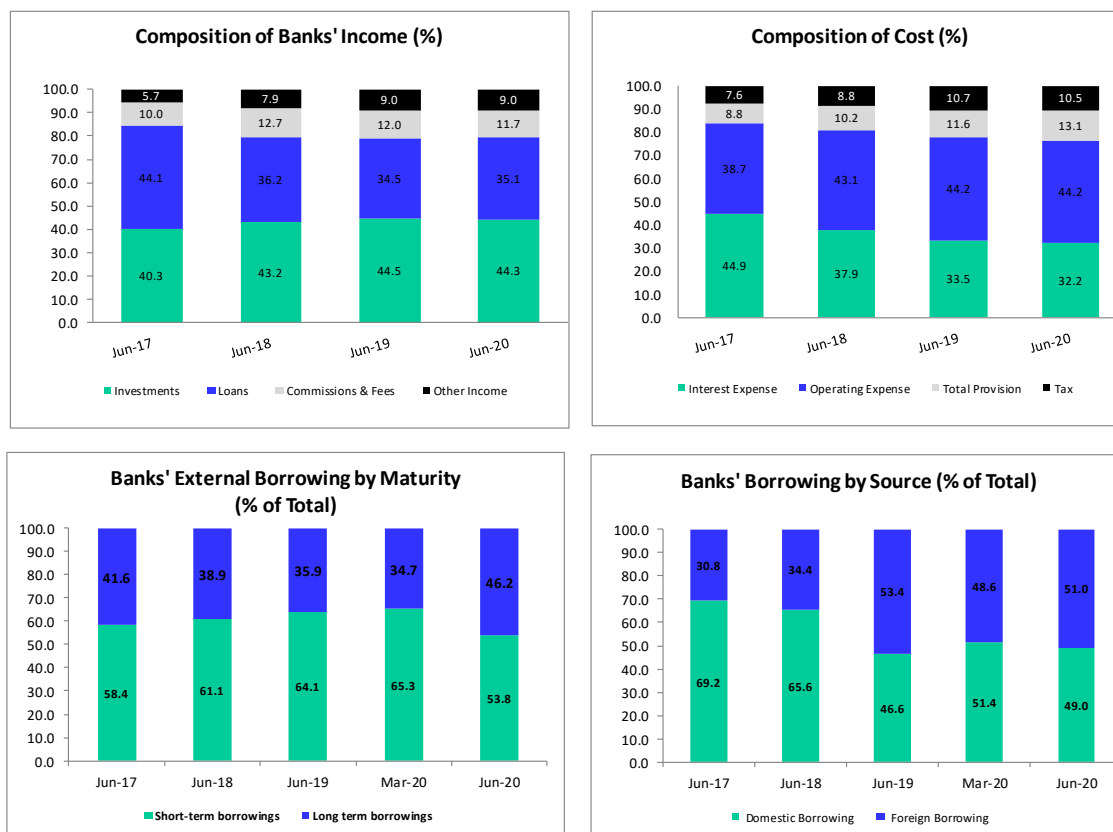 Composition of Banks' Income (%)
100.0
90.0
80.0
70.0
60.0
50.0
40.0
30.0
20.0
10.0
0.0
5.7 7.9 9.0 9.0
10.0 12.7 12.0 11.7
44.1 36.2 34.5 35.1
40.3 43.2 44.5 44.3
Jun-17 Jun-18 Jun-19 Jun-20
Investments Loans Commissions & Fees Other Income
Composition of Cost (%)
100.0
90.0
80.0
70.0
60.0
50.0
40.0
30.0
20.0
10.0
0.0
7.6 8.8 10.7 10.5
8.8 10.2 11.6 13.1
38.7 43.1 44.2 44.2
44.9 37.9 33.5 32.2
Jun-17 Jun-18 Jun-19 Jun-20
Interest Expense Operating Expense Total Provision Tax
Banks' External Borrowing by Maturity
(% of Total)
100.0
90.0
80.0
70.0
60.0
50.0
40.0
30.0
20.0
10.0
0.0
41.6 38.9 35.9 34.7 46.2
58.4 61.1 64.1 65.3 53.8
Jun-17 Jun-18 Jun-19 Mar-20 Jun-20
Short-term borrowings Long term borrowings
Banks' Borrowing by Source (% of Total)
100.0
90.0
80.0
70.0
60.0
50.0
40.0
30.0
20.0
10.0
0.0
30.8 34.4 53.4 48.6 51.0
69.2 65.6 46.6 51.4 49.0
Jun-17 Jun-18 Jun-19 Mar-20 Jun-20
Domestic Borrowing Foreign Borrowing